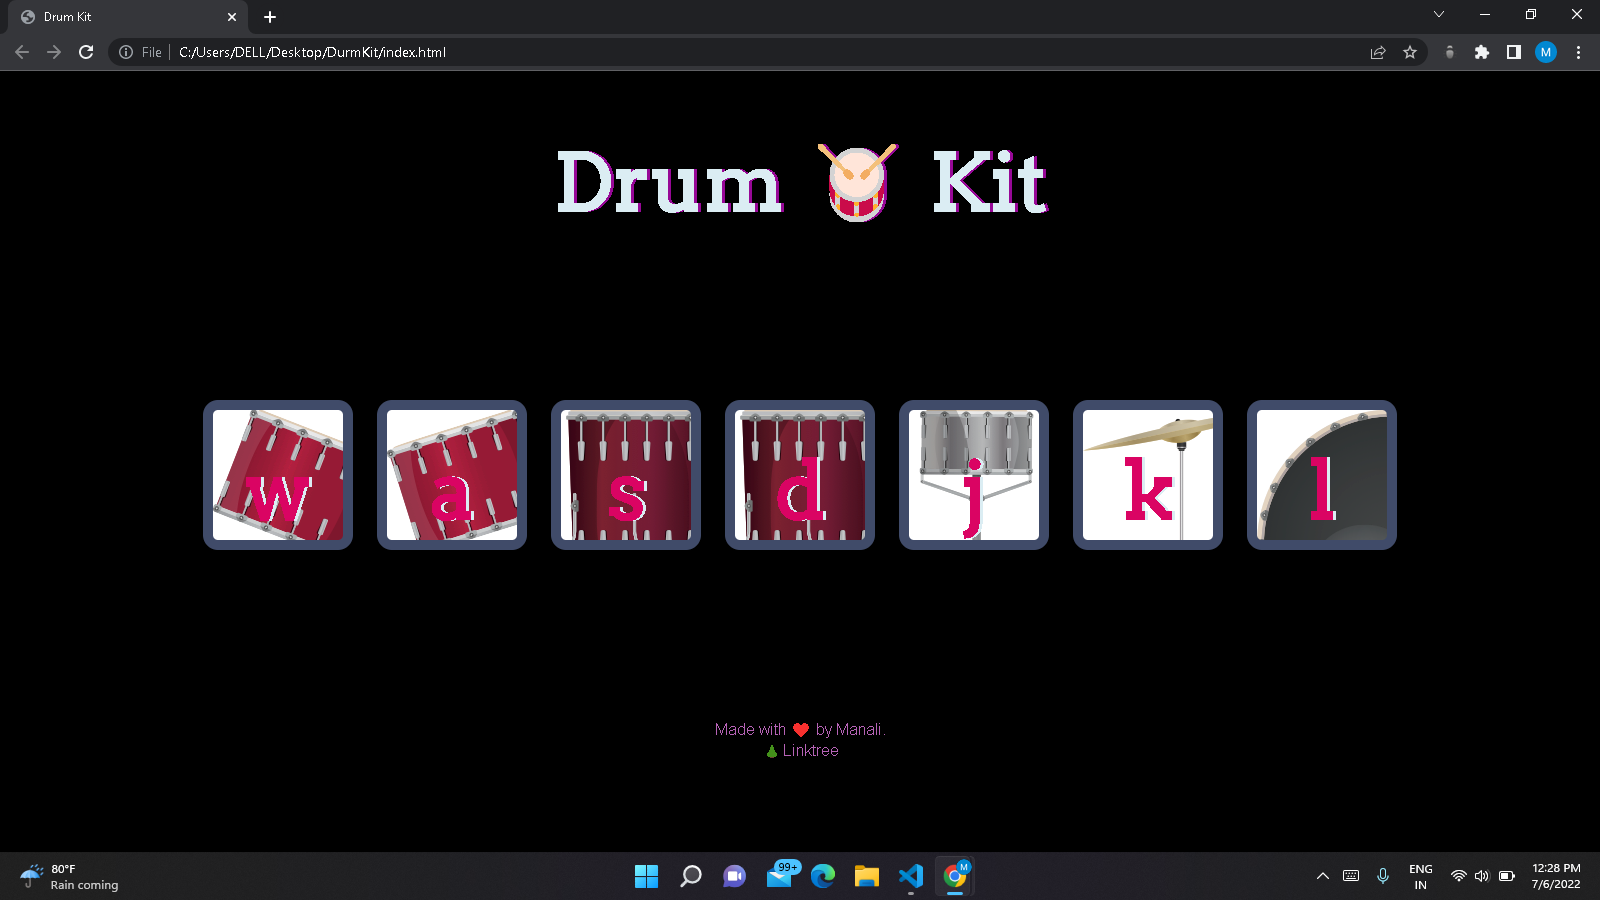 Drum Kit
File
C:/Users/DELL/Desktop/DurmKit/index.html
M
Drum 🥁 Kit
w a s d j k l
Made with ❤️ by Manali.
🌲 Linktree
80°F
Rain coming
99+
M
ENG
IN
12:28 PM
7/6/2022